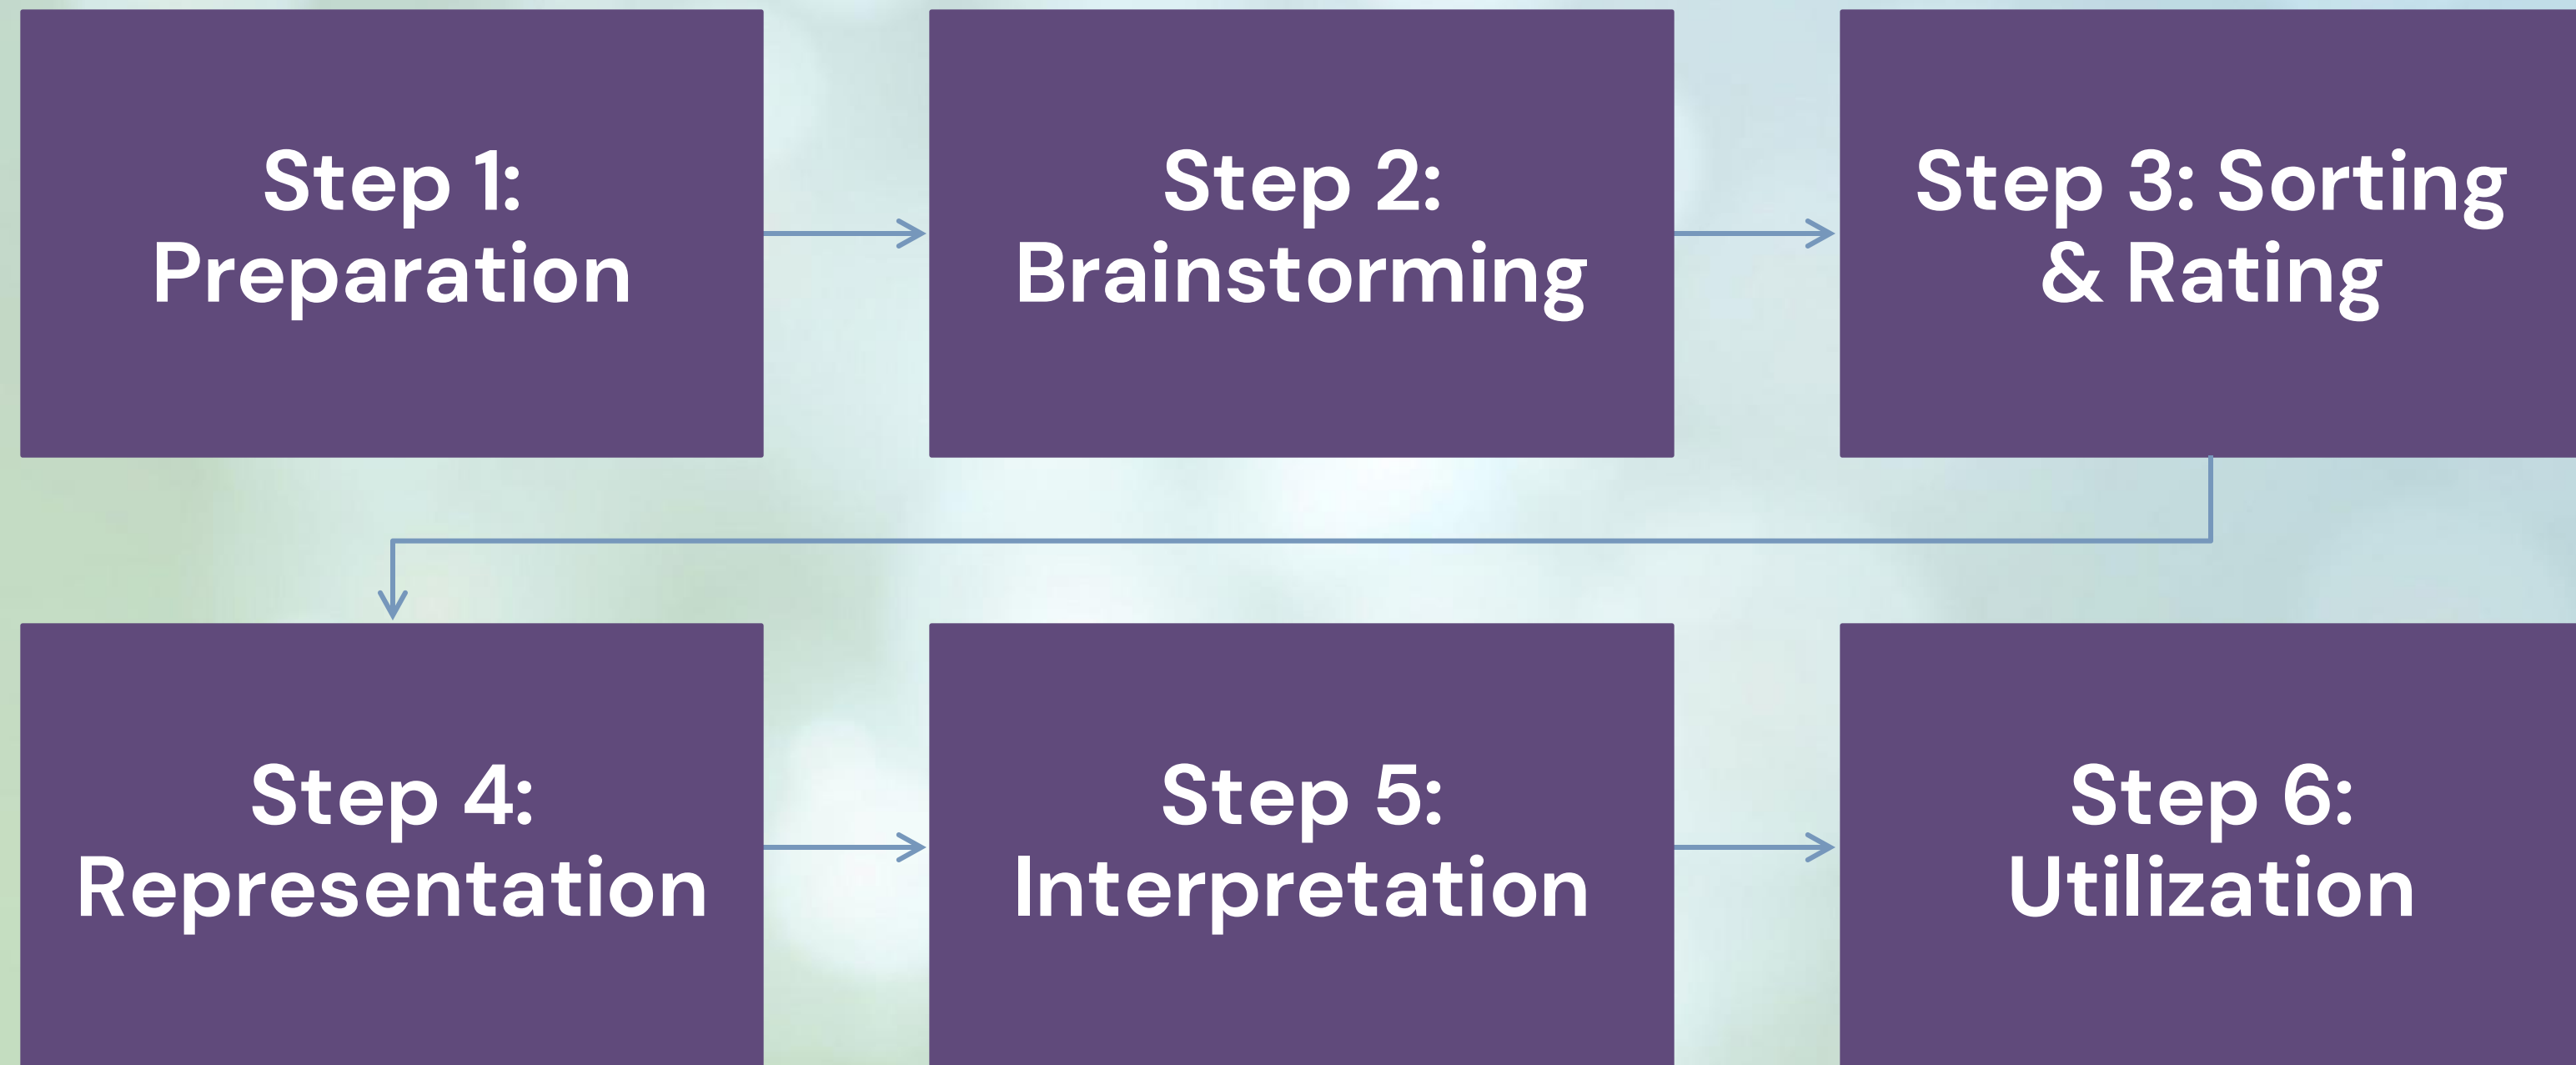 Step 1:
Preparation
Step 2:
Brainstorming
Step 3: Sorting
& Rating
Step 4:
Representation
Step 5:
Interpretation
Step 6:
Utilization